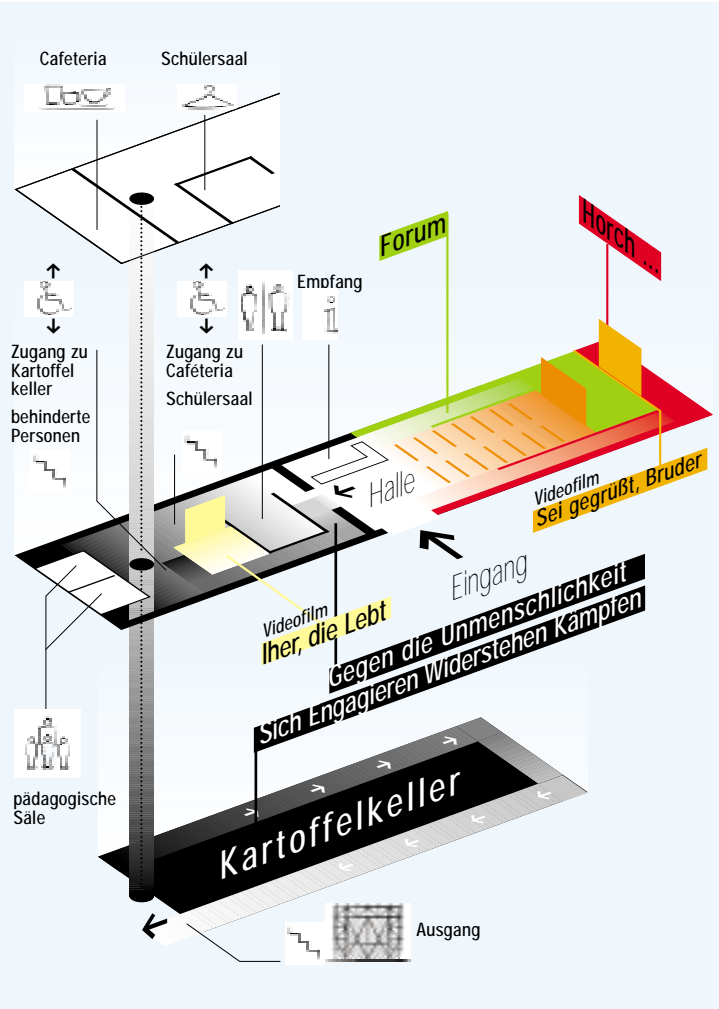 Cafeteria
Schülersaal
Forum
Horch ...
Empfang
Zugang zu
Kartoffel
keller
behinderte
Personen
Zugang zu
Caféteria
Schülersaal
Halle
Videofilm
Sei gegrüßt, Bruder
Eingang
Videofilm
Iher, die Lebt
Gegen die Unmenschlichkeit
Sich Engagieren Widerstehen Kämpfen
pädagogische
Säle
Kartoffelkeller
Ausgang